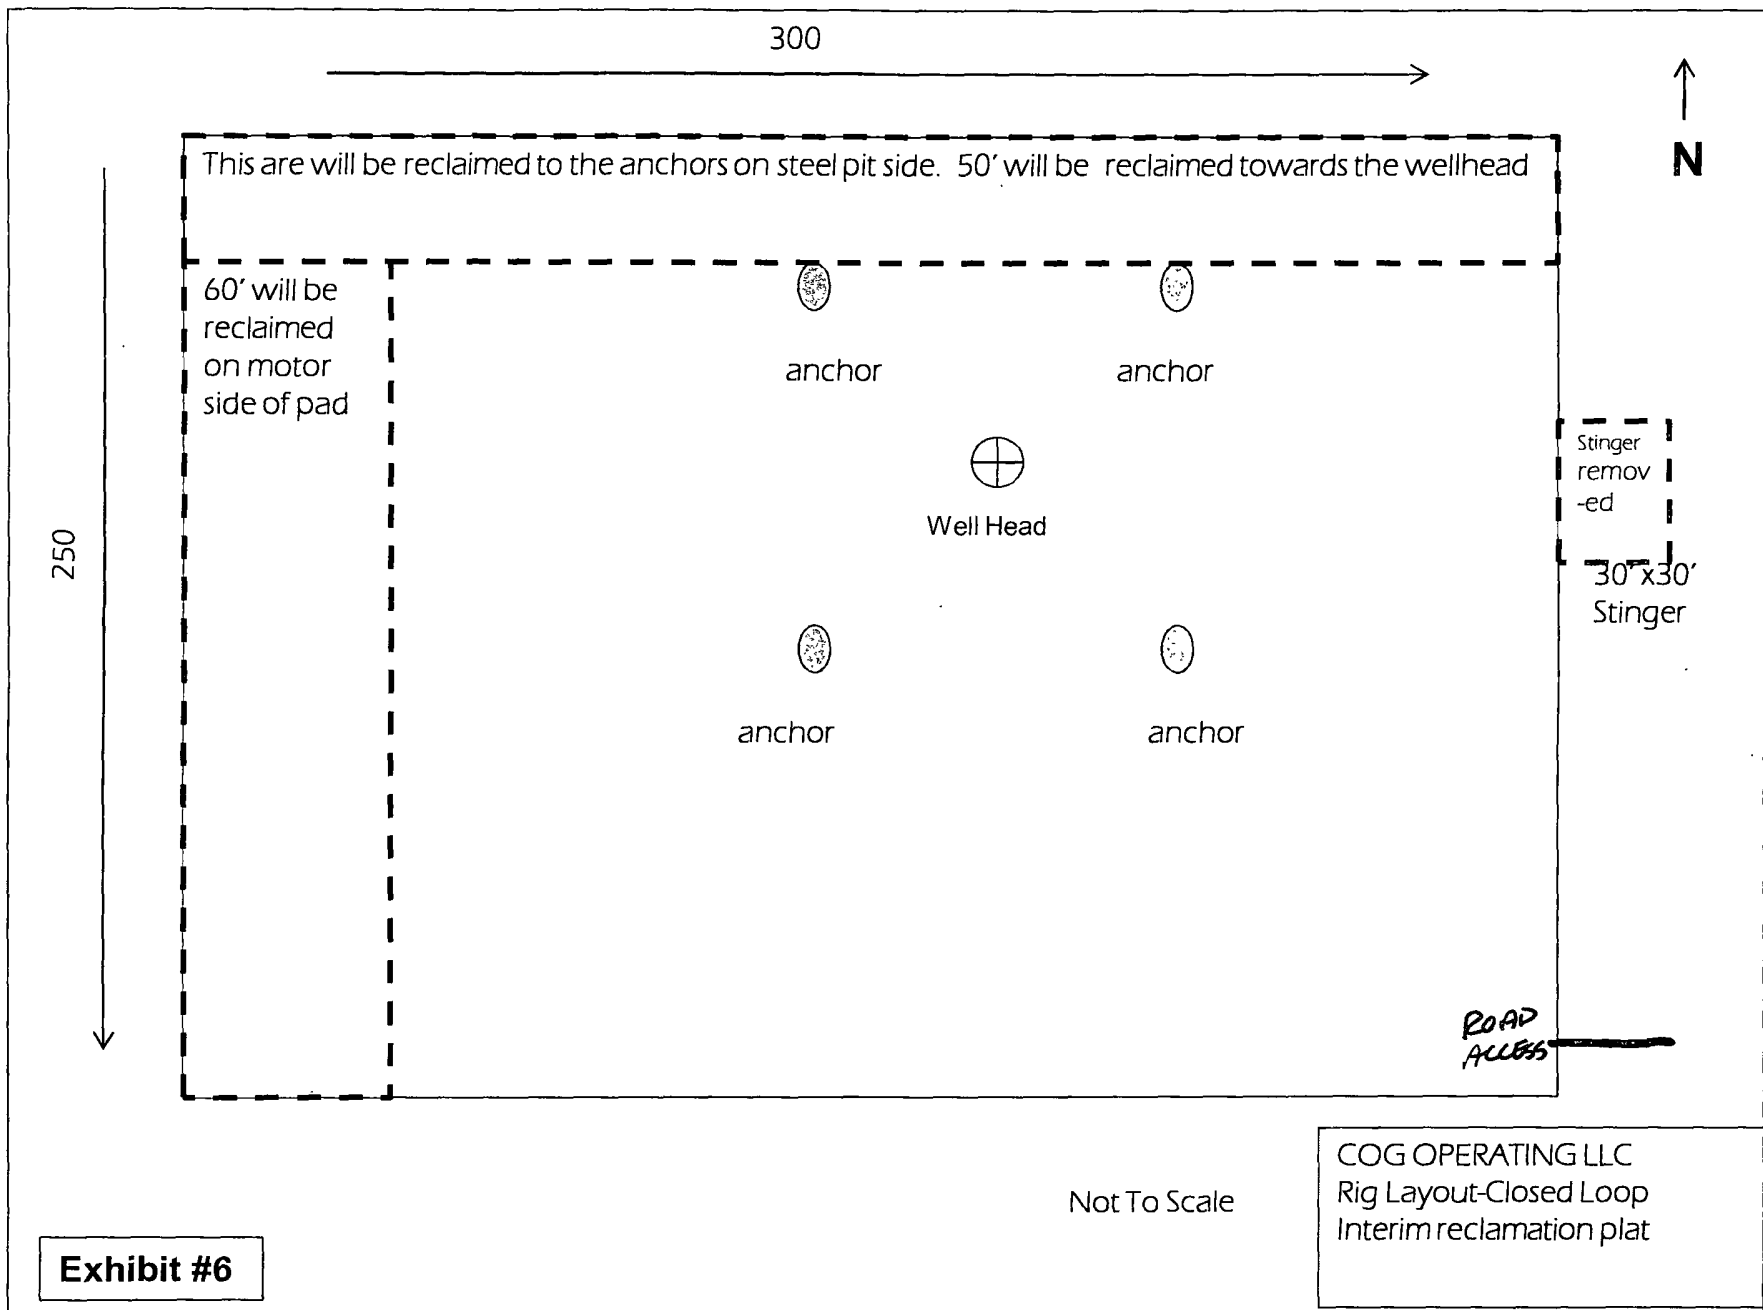 300
N
This are will be reclaimed to the anchors on steel pit side. 50' will be reclaimed towards the wellhead
60' will be
reclaimed
on motor
side of pad
anchor
anchor
Stinger
remov
-ed
Well Head
250
30' x30'
Stinger
anchor
anchor
ROAD
ACCESS
Not To Scale
COG OPERATING LLC
Rig Layout-Closed Loop
Interim reclamation plat
Exhibit #6